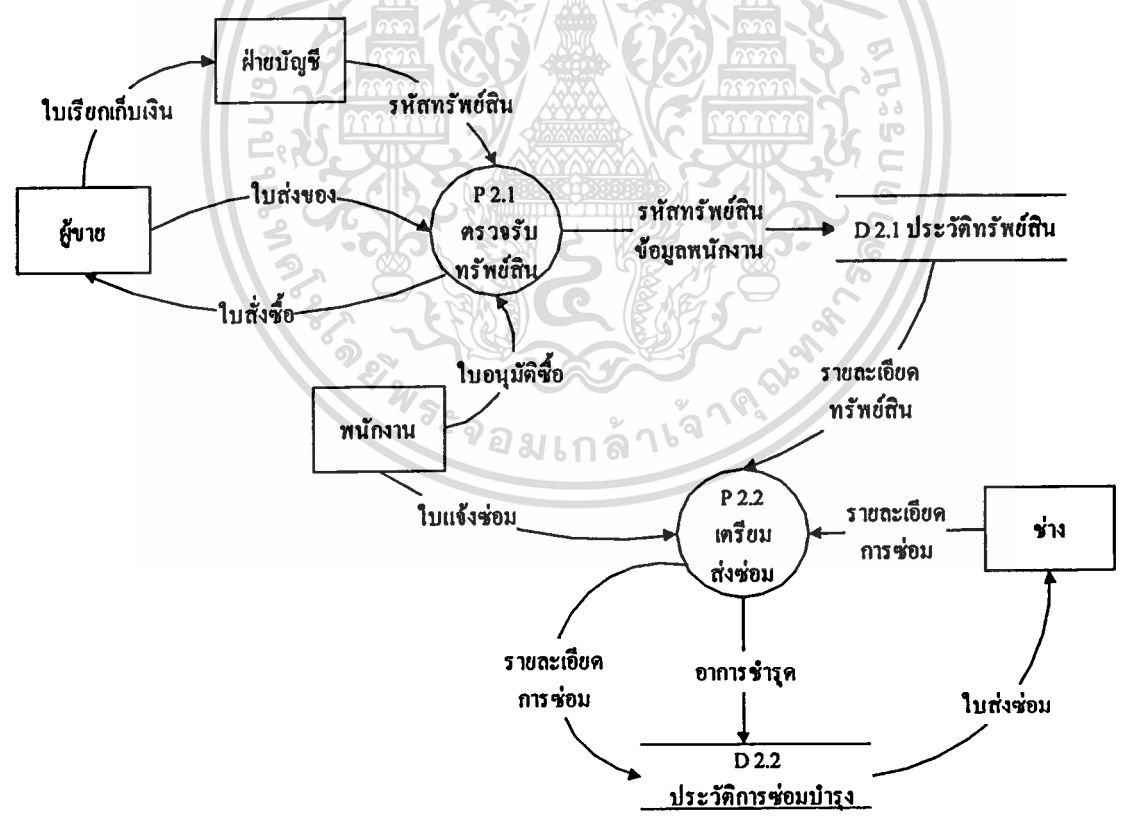 ฝ่ายบัญชี
ใบเรียกเก็บเงิน
รหัสทรัพย์สิน
ผู้ขาย
ใบส่งของ
P 2.1
ตรวจรับ
ทรัพย์สิน
รหัสทรัพย์สิน
ข้อมูลพนักงาน
D 2.1 ประวัติทรัพย์สิน
ใบสั่งซื้อ
ใบอนุมัติซื้อ
รายละเอียด
ทรัพย์สิน
พนักงาน
ใบแจ้งซ่อม
P 2.2
เตรียม
ส่งซ่อม
รายละเอียด
การซ่อม
ช่าง
รายละเอียด
การซ่อม
อาการชำรุด
ใบส่งซ่อม
D 2.2
ประวัติการซ่อมบำรุง